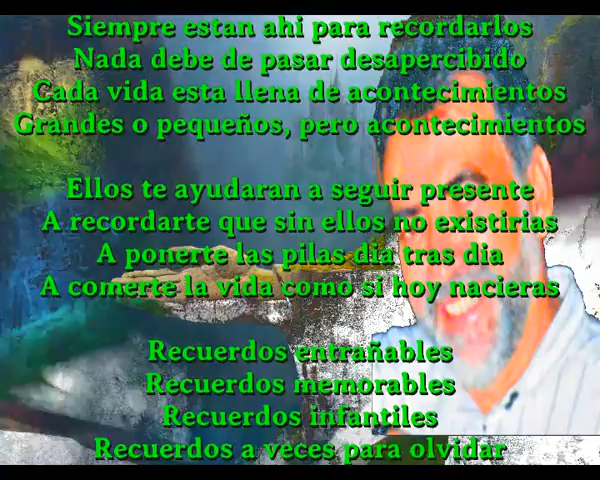 Siempre estan ahi para recordarlos
Nada debe de pasar desapercibido
Cada vida esta llena de acontecimientos
Grandes o pequeños, pero acontecimientos
Ellos te ayudaran a seguir presente
A recordarte que sin ellos no existirias
A ponerte las pilas dia tras dia
A comerte la vida como si hoy nacieras
Recuerdos entrañables
Recuerdos memorables
Recuerdos infantiles
Recuerdos a veces para olvidar